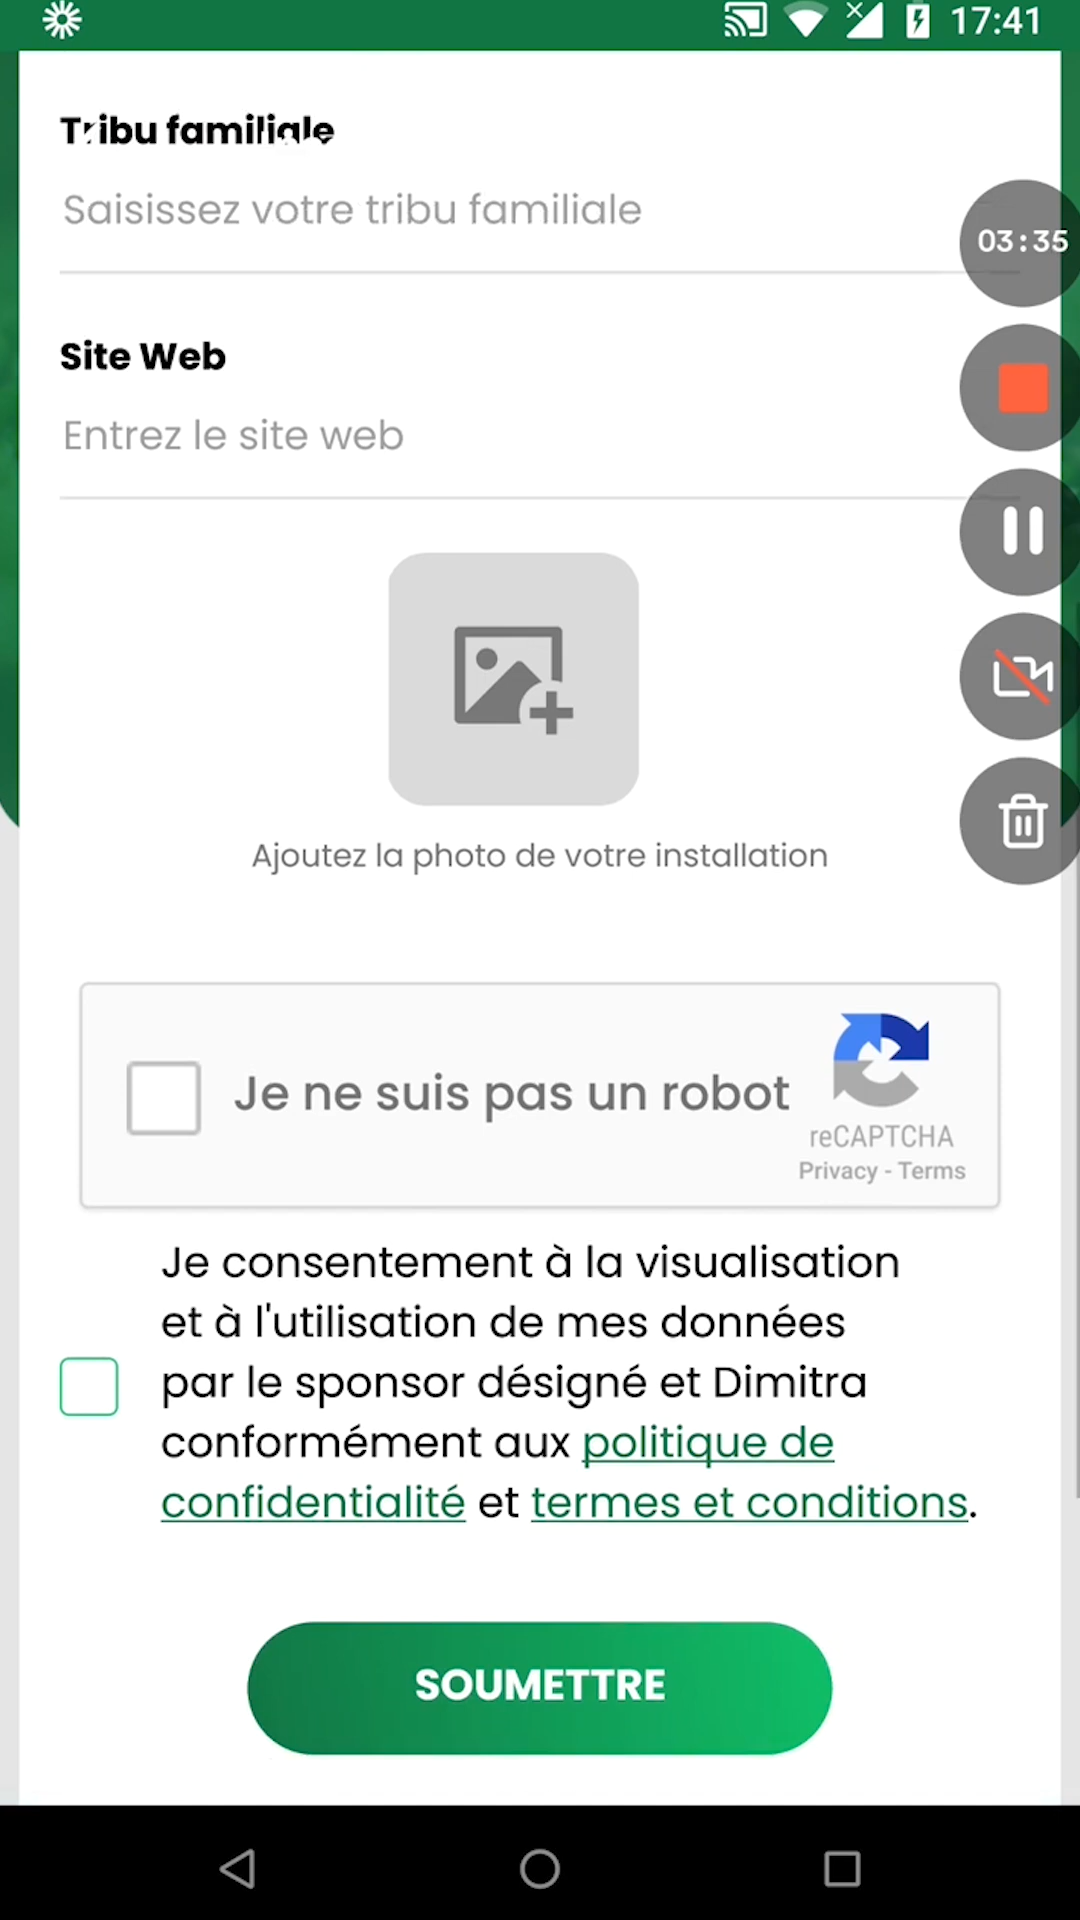 17:41
Tribu familiale
Saisissez votre tribu familiale
03:35
Site Web
Entrez le site web
Ajoutez la photo de votre installation
Je ne suis pas un robot
reCAPTCHA
Privacy - Terms
Je consentement à la visualisation
et à l'utilisation de mes données
par le sponsor désigné et Dimitra
conformément aux politique de
confidentialité et termes et conditions.
SOUMETTRE